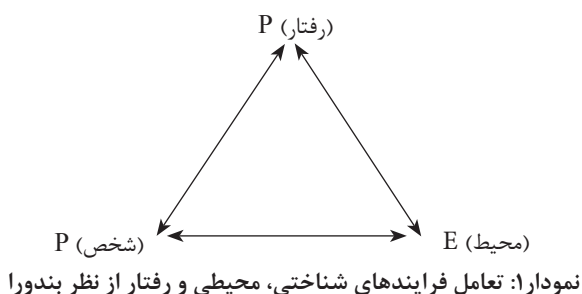 P (رفتار)
P (شخص)
E (محیط)
نمودار۱: تعامل فرایندهای شناختی، محیطی و رفتار از نظر بندورا